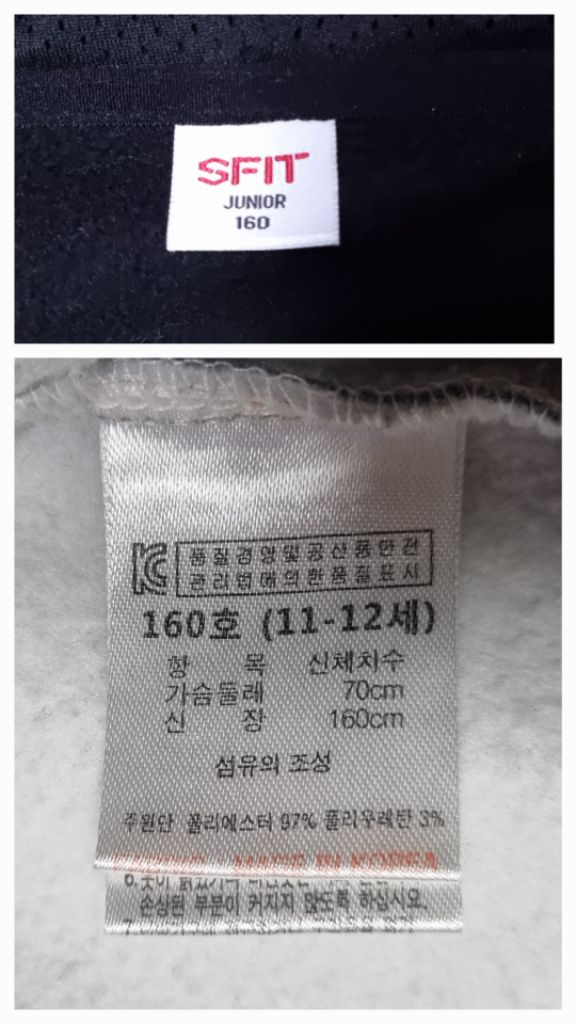 SFIT
JUNIOR
160
품질경영및공산품안전
관리법에의한품질표시
160호 (11-12세)
항 목 신체치수
가슴둘레 70cm
신 장 160cm
섬유의 조성
주원단 폴리에스터 97% 폴리우레탄 3%
MADE IN KOREA
6.
손상된 부분이 커지지 않도록 하십시요.
7.